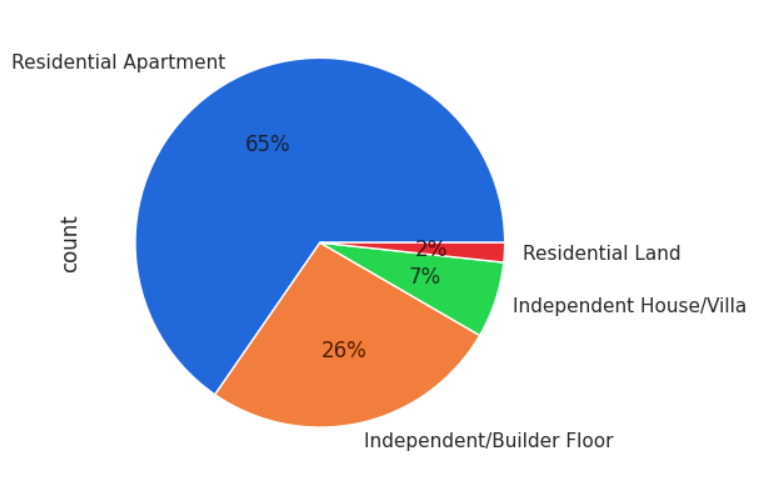 Residential Apartment
65%
count
2%
Residential Land
7%
Independent House/Villa
26%
Independent/Builder Floor